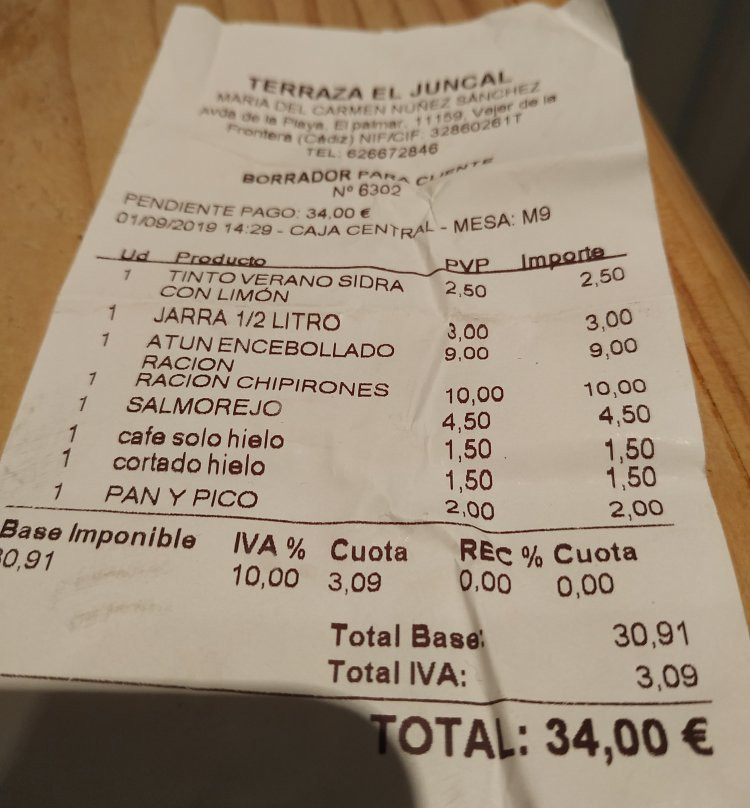 TERRAZA EL JUNCAL
MARIA DEL CARMEN NUÑEZ SÁNCHEZ
Avda de la Playa, El palmar, 11159, Vejer de la
Frontera (Cádiz) NIF/CIF: 32860261T
TEL: 626672846
BORRADOR PARA CLIENTE
Nº 6302
PENDIENTE PAGO: 34,00 €
01/09/2019 14:29 - CAJA CENTRAL - MESA: M9
Ud Producto PVP Importe
1 TINTO VERANO SIDRA 2,50 2,50
CON LIMÓN
1 JARRA 1/2 LITRO 3,00 3,00
1 ATUN ENCEBOLLADO 9,00 9,00
RACION
1 RACION CHIPIRONES 10,00 10,00
1 SALMOREJO 4,50 4,50
1 cafe solo hielo 1,50 1,50
1 cortado hielo 1,50 1,50
1 PAN Y PICO 2,00 2,00
Base Imponible IVA % Cuota REC % Cuota
30,91 10,00 3,09 0,00 0,00
Total Base: 30,91
Total IVA: 3,09
TOTAL: 34,00 €